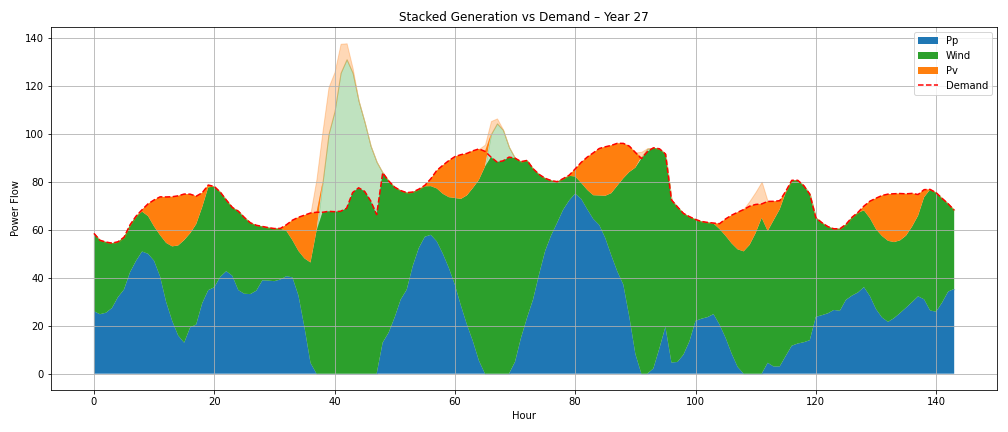 Stacked Generation vs Demand – Year 27
Power Flow
140
120
100
80
60
40
20
0
Pp
Wind
Pv
Demand
0 20 40 60 80 100 120 140
Hour